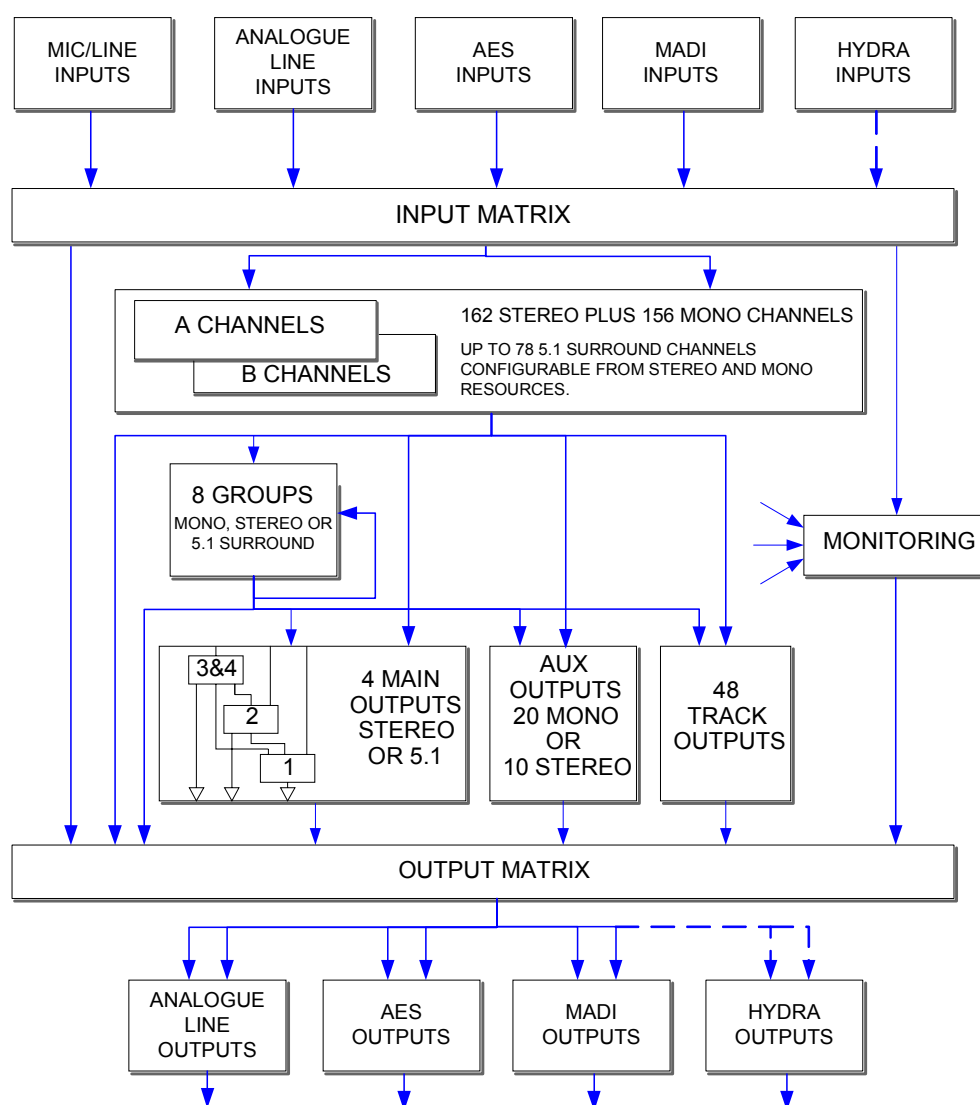 MIC/LINE
INPUTS
ANALOGUE
LINE
INPUTS
AES
INPUTS
MADI
INPUTS
HYDRA
INPUTS
INPUT MATRIX
A CHANNELS
B CHANNELS
162 STEREO PLUS 156 MONO CHANNELS
UP TO 78 5.1 SURROUND CHANNELS
CONFIGURABLE FROM STEREO AND MONO
RESOURCES.
8 GROUPS
MONO, STEREO OR
5.1 SURROUND
MONITORING
3&4
2
1
4 MAIN
OUTPUTS
STEREO
OR 5.1
AUX
OUTPUTS
20 MONO
OR
10 STEREO
48
TRACK
OUTPUTS
OUTPUT MATRIX
ANALOGUE
LINE
OUTPUTS
AES
OUTPUTS
MADI
OUTPUTS
HYDRA
OUTPUTS